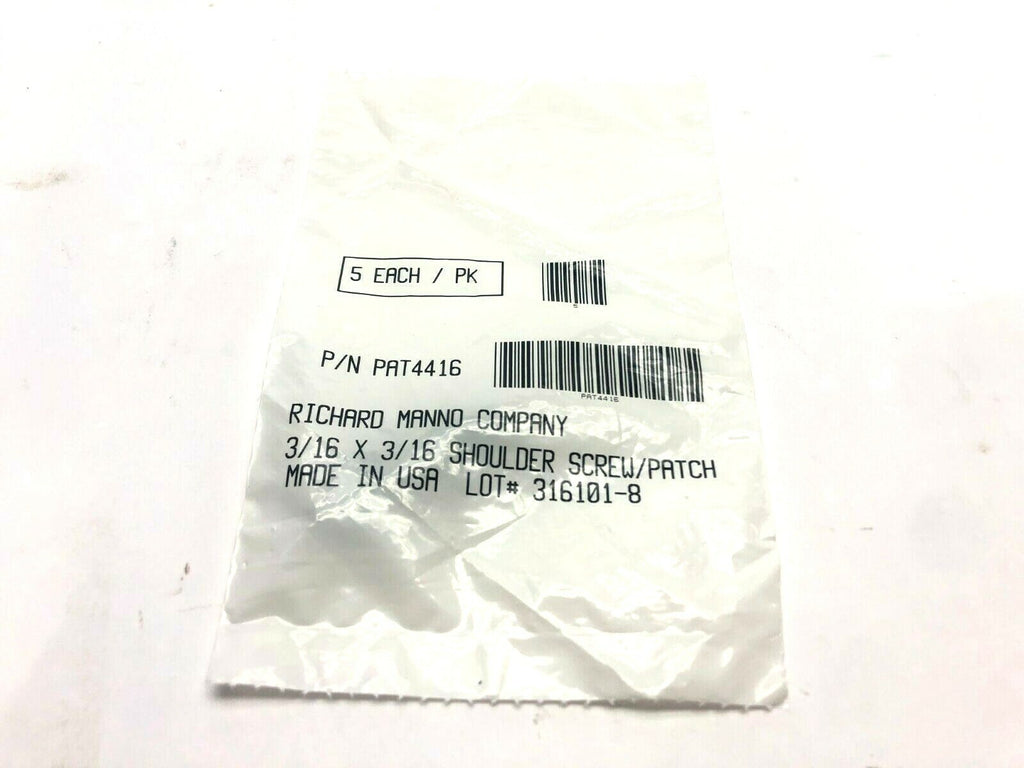 5 EACH / PK
5
P/N PAT4416
PAT4416
RICHARD MANNO COMPANY
3/16 X 3/16 SHOULDER SCREW/PATCH
MADE IN USA LOT# 316101-8